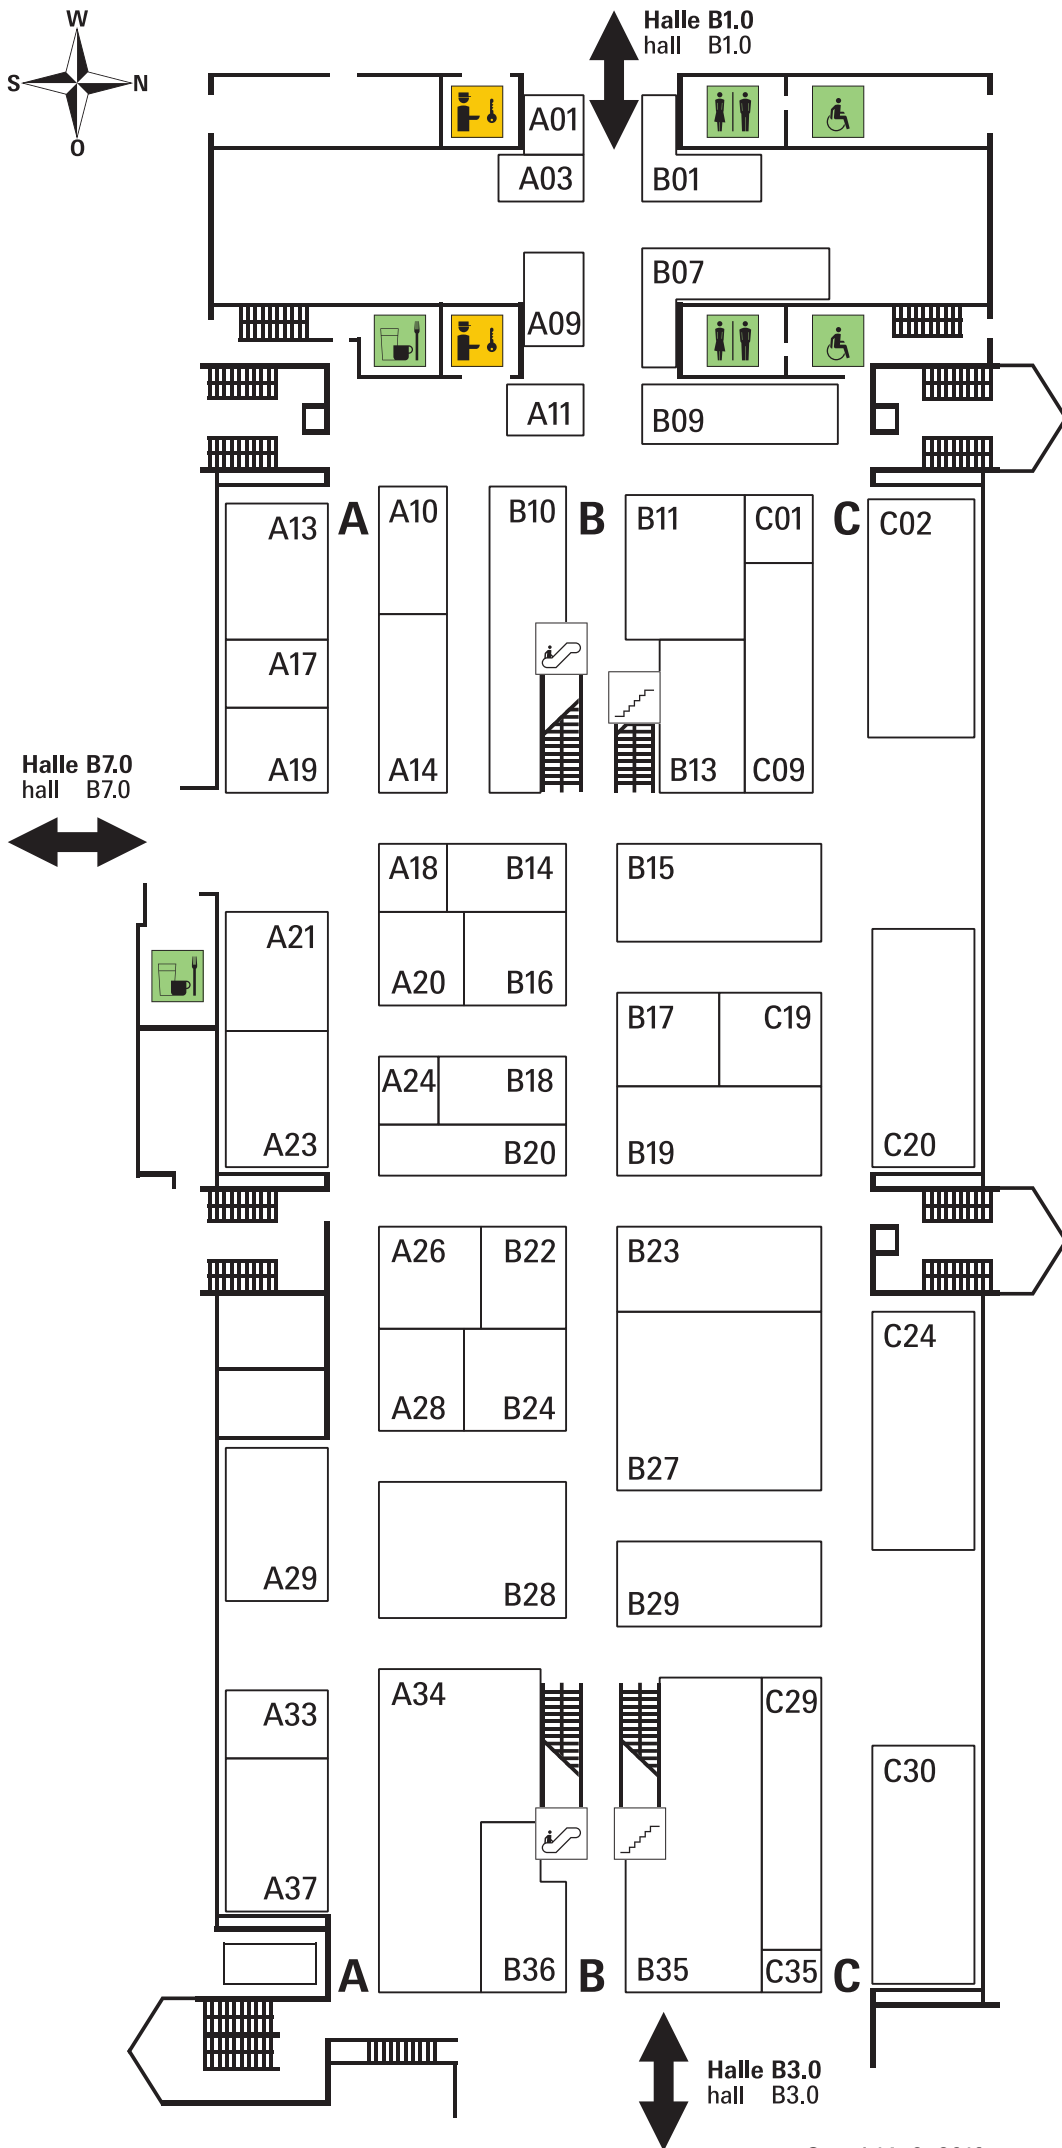 W
S N
O
Halle B1.0
hall B1.0
A01
A03 B01
B07
A09
A11 B09
A A10 B10 B B11 C01 C C02
A13
A17
A19 A14 B13 C09
Halle B7.0
hall B7.0
A18 B14 B15
A21
A20 B16 B17 C19
A24 B18
A23 B20 B19 C20
A26 B22 B23
C24
A28 B24
B27
A29 B28 B29
A34 C29
A33
C30
A37
A B36 B B35 C35 C
Halle B3.0
hall B3.0